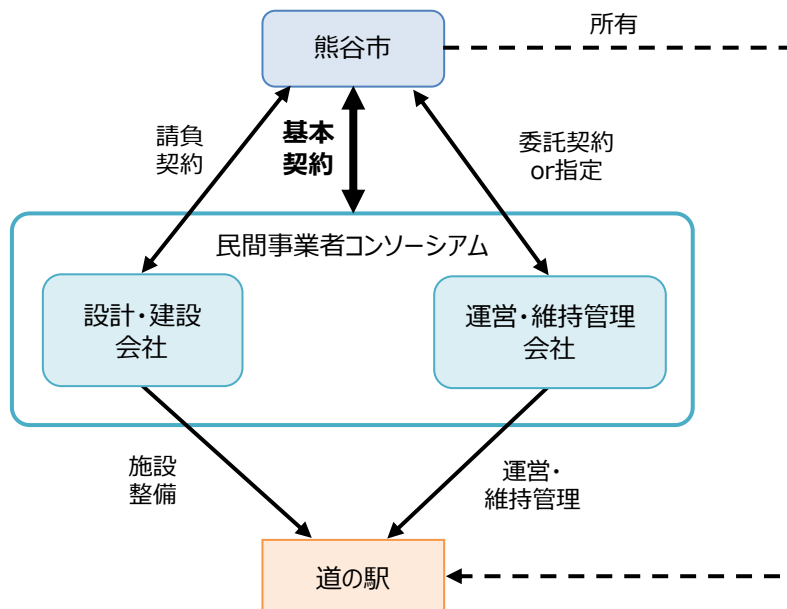 熊谷市
所有
請負
契約
基本
契約
委託契約
or指定
民間事業者コンソーシアム
設計・建設
会社
運営・維持管理
会社
施設
整備
運営・
維持管理
道の駅